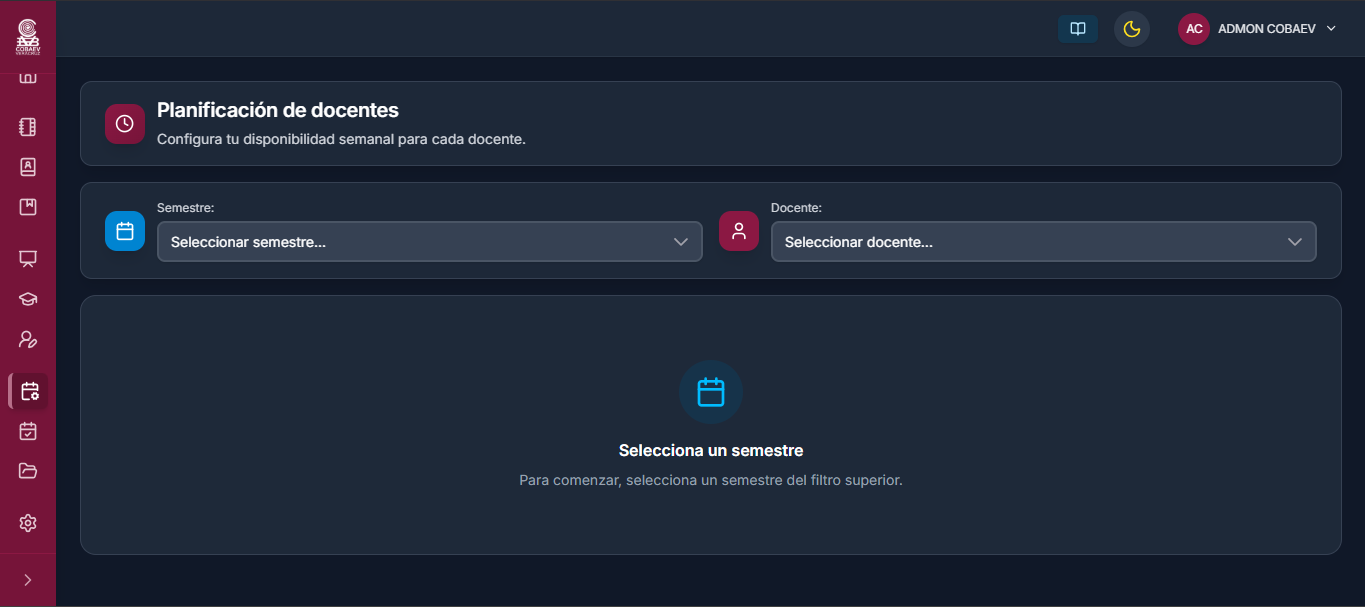 COBAEV
AC
ADMON COBAEV
Planificación de docentes
Configura tu disponibilidad semanal para cada docente.
Semestre:
Seleccionar semestre...
Docente:
Seleccionar docente...
Selecciona un semestre
Para comenzar, selecciona un semestre del filtro superior.